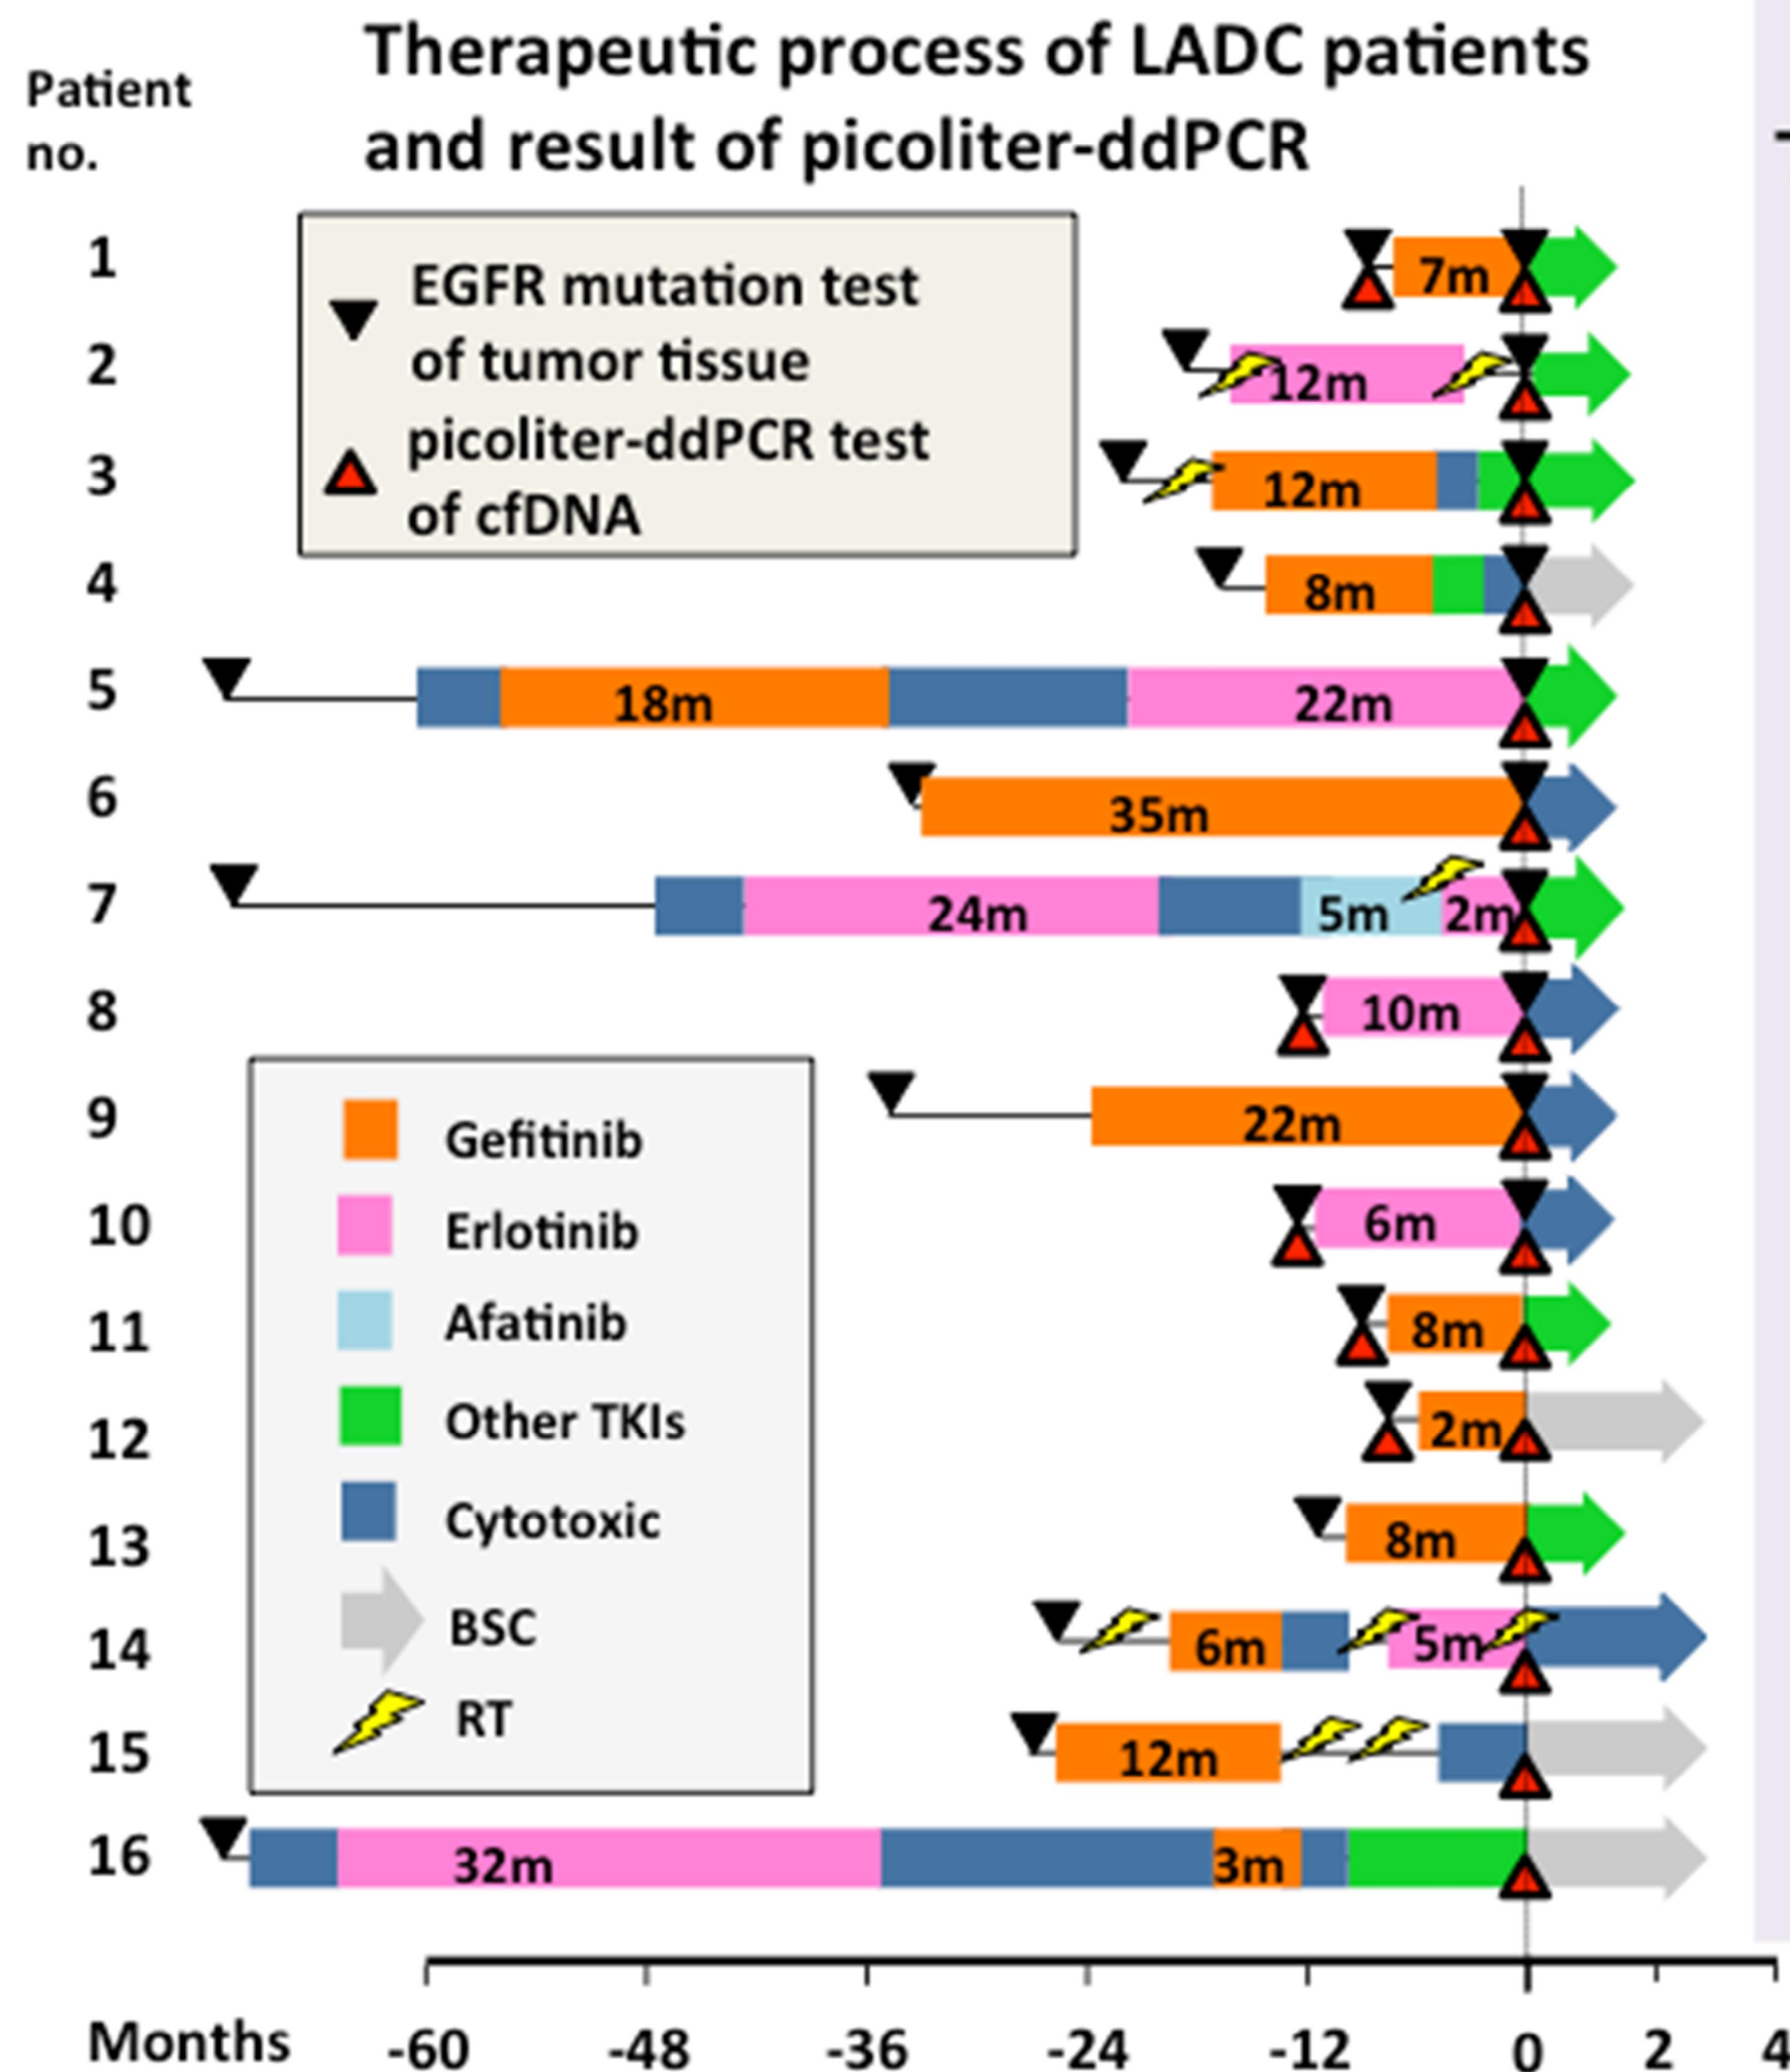 Therapeutic process of LADC patients
and result of picoliter-ddPCR
Patient
no.
EGFR mutation test
of tumor tissue
picoliter-ddPCR test
of cfDNA
1 7m
2 12m
3 12m
4 8m
5 18m 22m
6 35m
7 24m 5m 2m
8 10m
9 22m
10 6m
11 8m
12 2m
13 8m
14 6m 5m
15 12m
16 32m 3m
Gefitinib
Erlotinib
Afatinib
Other TKIs
Cytotoxic
BSC
RT
Months -60 -48 -36 -24 -12 0 2 4